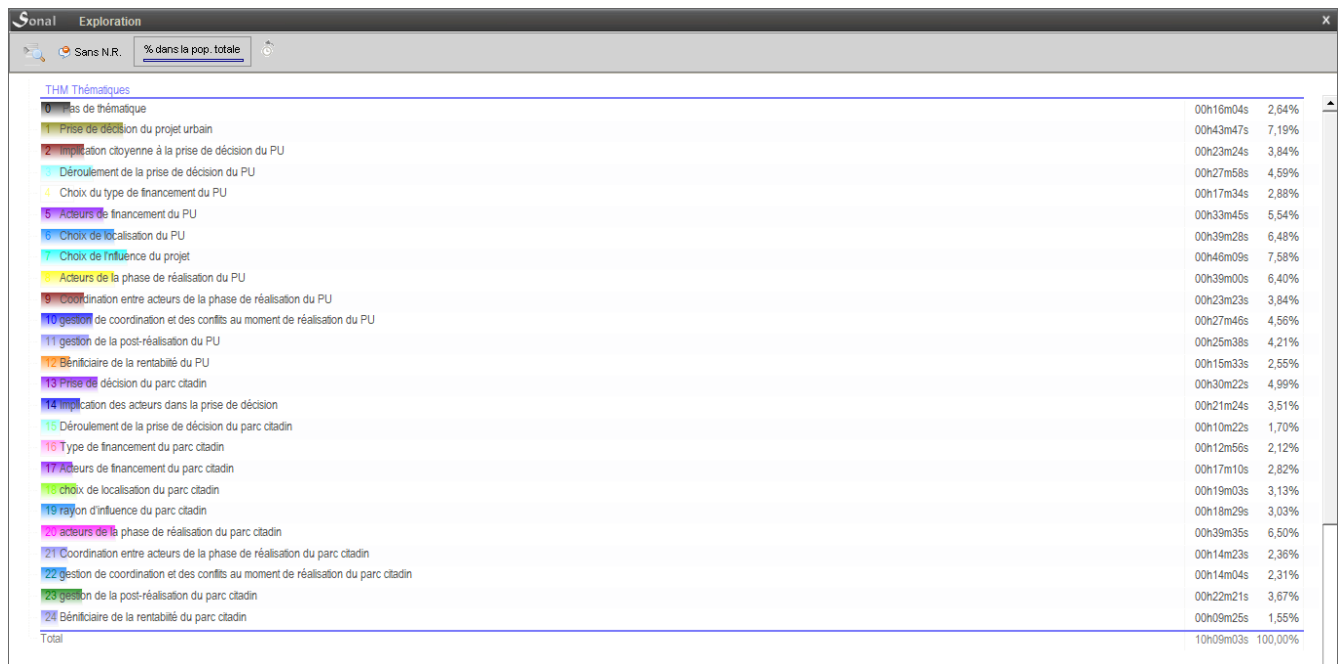 Sonal Exploration x
Sans N.R. % dans la pop. totale
THM Thématiques
0 Pas de thématique 00h16m04s 2,64%
1 Prise de décision du projet urbain 00h43m47s 7,19%
2 Implication citoyenne á la prise de décision du PU 00h23m24s 3,84%
3 Déroulement de la prise de décision du PU 00h27m58s 4,59%
4 Choix du type de financement du PU 00h17m34s 2,88%
5 Acteurs de financement du PU 00h33m45s 5,54%
6 Choix de localisation du PU 00h39m28s 6,48%
7 Choix de l'nfluence du projet 00h46m09s 7,58%
8 Acteurs de la phase de réalisation du PU 00h39m00s 6,40%
9 Coordination entre acteurs de la phase de réalisation du PU 00h23m23s 3,84%
10 gestion de coordination et des conflts au moment de réalisation du PU 00h27m46s 4,56%
11 gestion de la post-réalisation du PU 00h25m38s 4,21%
12 Bénificiaire de la rentabilté du PU 00h15m33s 2,55%
13 Prise de décision du parc citadin 00h30m22s 4,99%
14 Implication des acteurs dans la prise de décision 00h21m24s 3,51%
15 Déroulement de la prise de décision du parc citadin 00h10m22s 1,70%
16 Type de financement du parc citadin 00h12m56s 2,12%
17 Acteurs de financement du parc citadin 00h17m10s 2,82%
18 choix de localisation du parc citadin 00h19m03s 3,13%
19 rayon d'influence du parc citadin 00h18m29s 3,03%
20 acteurs de la phase de réalisation du parc citadin 00h39m35s 6,50%
21 Coordination entre acteurs de la phase de réalisation du parc citadin 00h14m23s 2,36%
22 gestion de coordination et des conflts au moment de réalisation du parc citadin 00h14m04s 2,31%
23 gestion de la post-réalisation du parc citadin 00h22m21s 3,67%
24 Bénificiaire de la rentabilté du parc citadin 00h09m25s 1,55%
Total 10h09m03s 100,00%